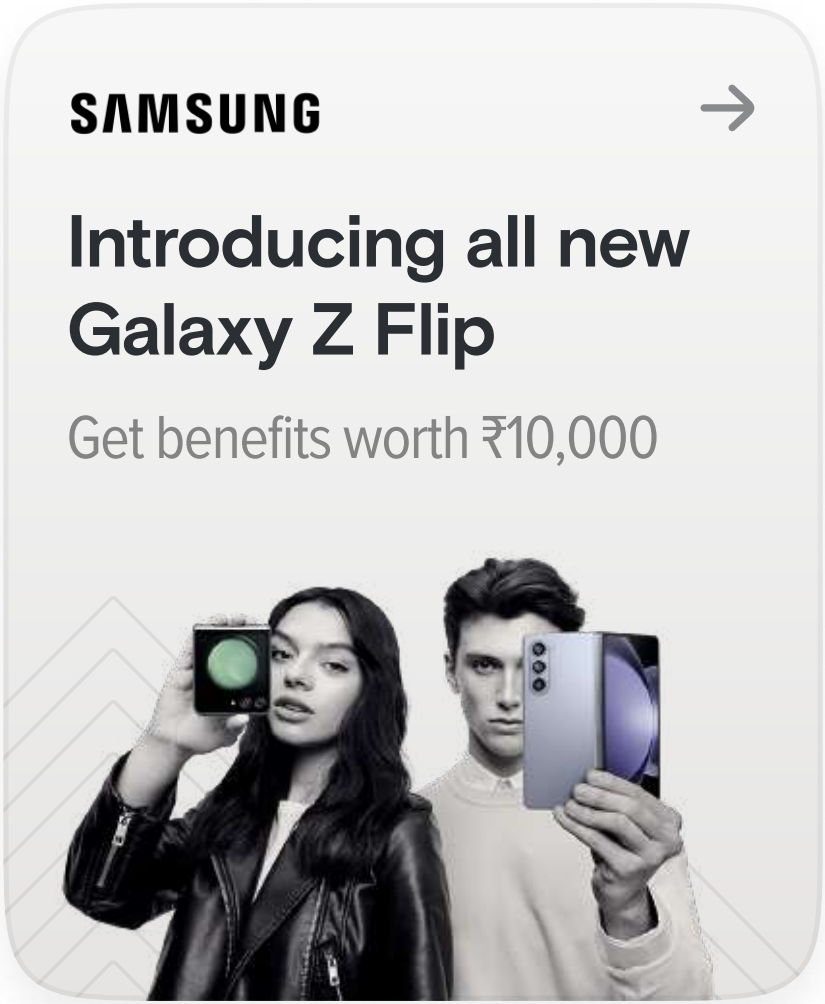 SAMSUNG
Introducing all new
Galaxy Z Flip
Get benefits worth ₹10,000